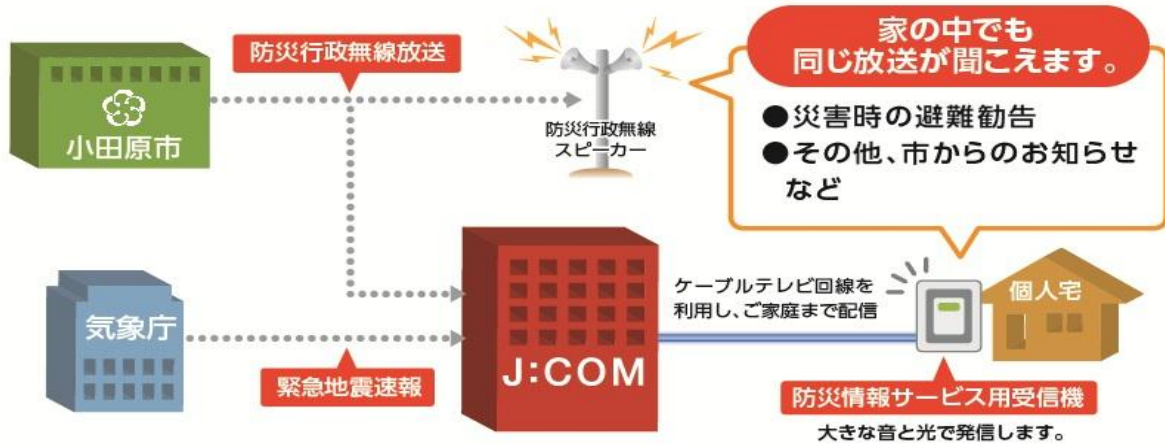 防災行政無線放送
小田原市
防災行政無線
スピーカー
家の中でも
同じ放送が聞こえます。
●災害時の避難勧告
●その他、市からのお知らせ
など
気象庁
緊急地震速報
J:COM
ケーブルテレビ回線を
利用し、ご家庭まで配信
個人宅
防災情報サービス用受信機
大きな音と光で発信します。